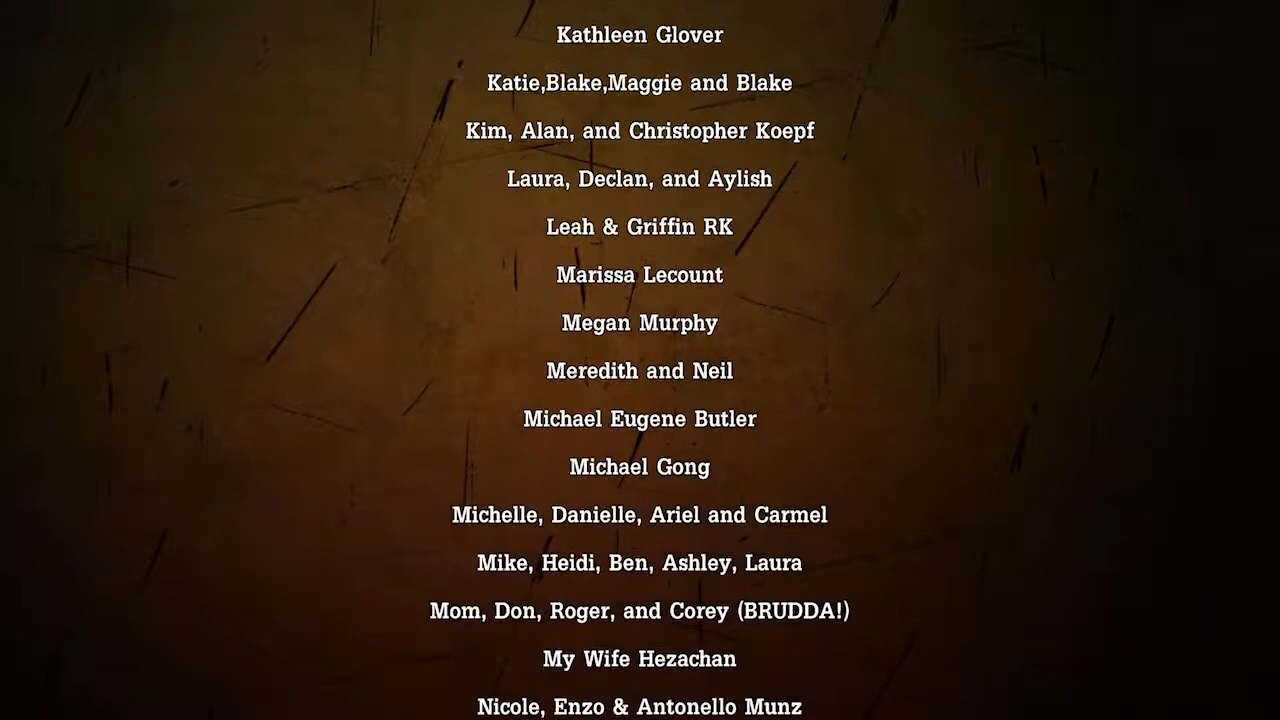 Kathleen Glover
Katie,Blake,Maggie and Blake
Kim, Alan, and Christopher Koepf
Laura, Declan, and Aylish
Leah & Griffin RK
Marissa Lecount
Megan Murphy
Meredith and Neil
Michael Eugene Butler
Michael Gong
Michelle, Danielle, Ariel and Carmel
Mike, Heidi, Ben, Ashley, Laura
Mom, Don, Roger, and Corey (BRUDDA!)
My Wife Hezachan
Nicole, Enzo & Antonello Munz